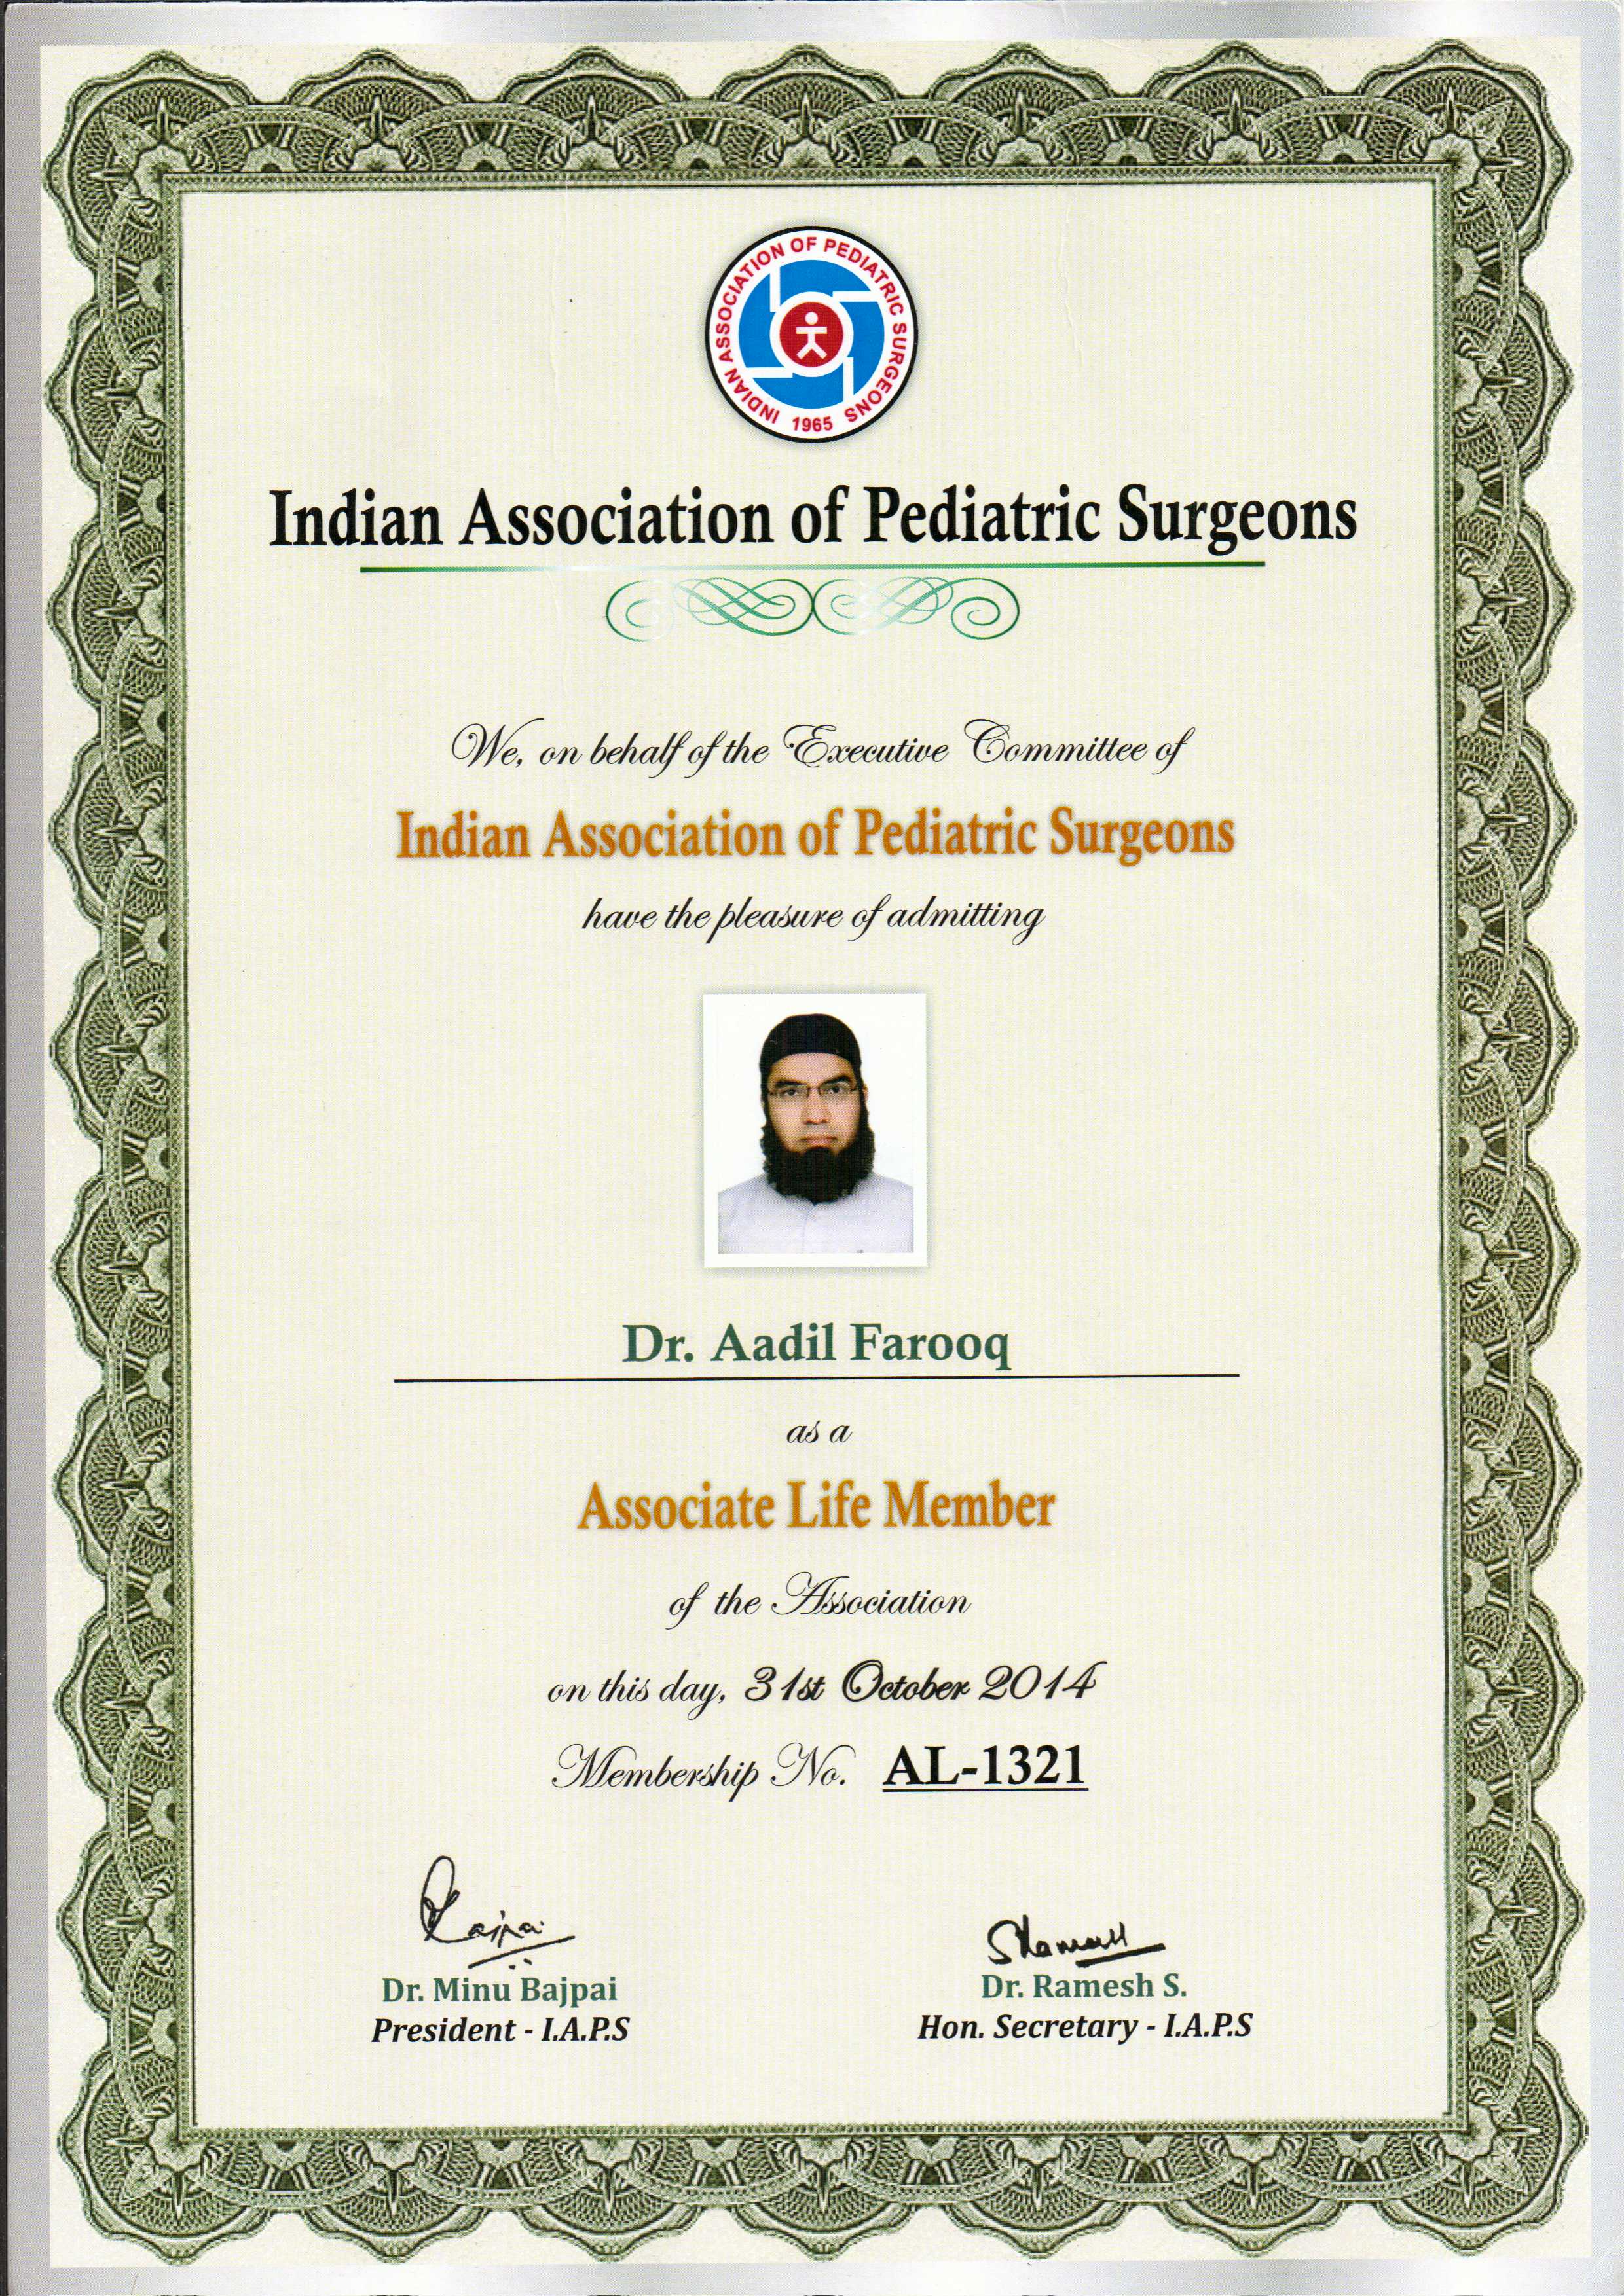 INDIAN ASSOCIATION OF PEDIATRIC SURGEONS
1965
Indian Association of Pediatric Surgeons
We, on behalf of the Executive Committee of
Indian Association of Pediatric Surgeons
have the pleasure of admitting
Dr. Aadil Farooq
as a
Associate Life Member
of the Association
on this day, 31st October 2014
Membership No. AL-1321
Dr. Minu Bajpai
President - I.A.P.S
Dr. Ramesh S.
Hon. Secretary - I.A.P.S